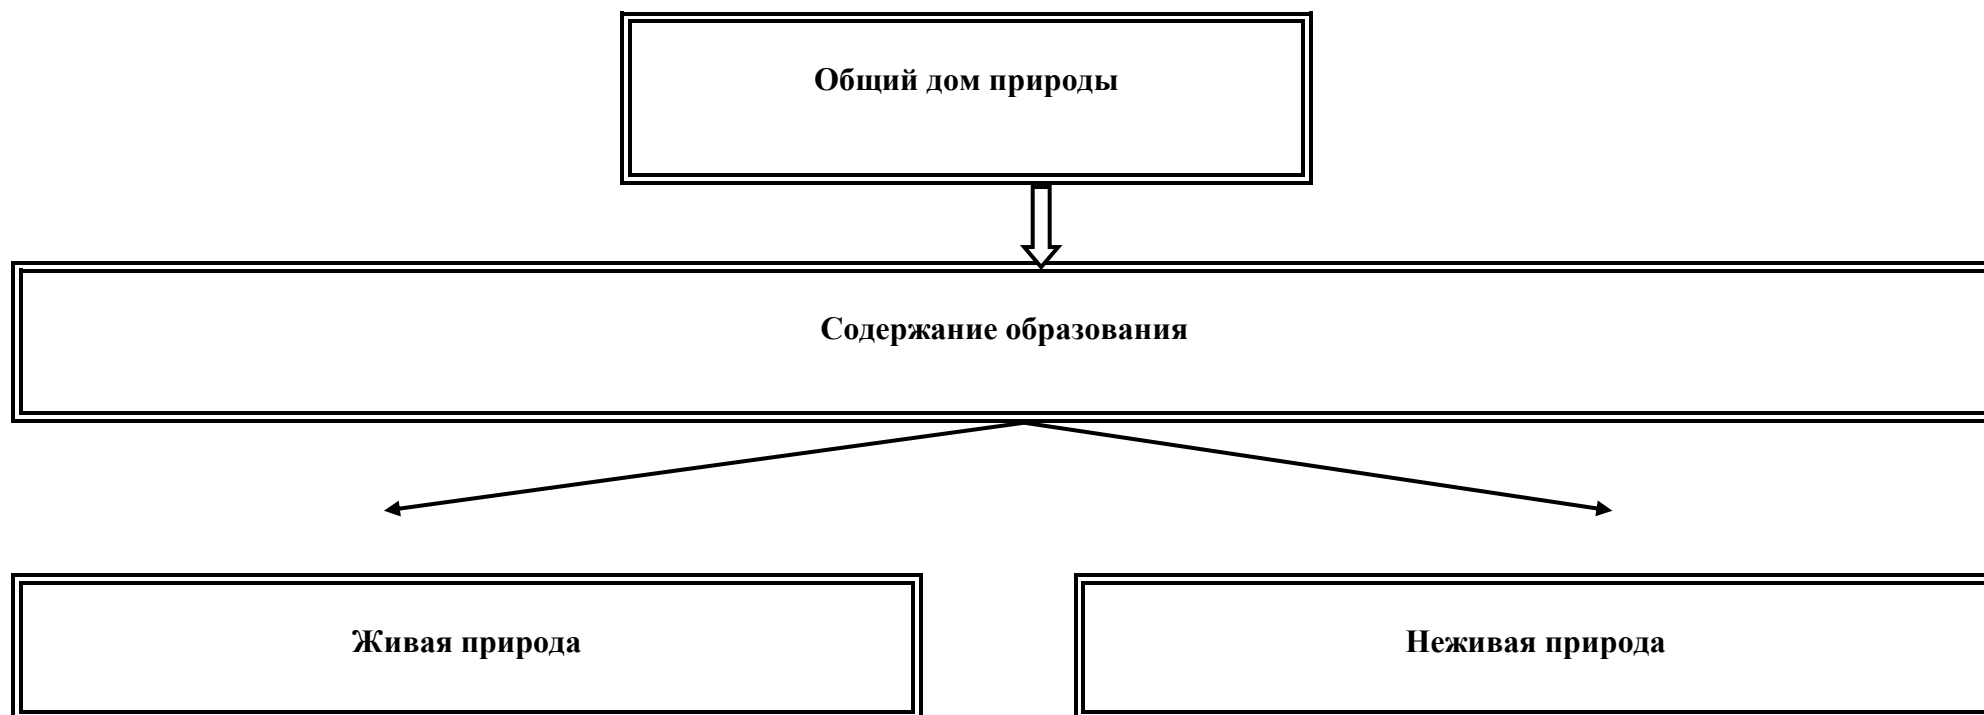 Общий дом природы
Содержание образования
Живая природа
Неживая природа